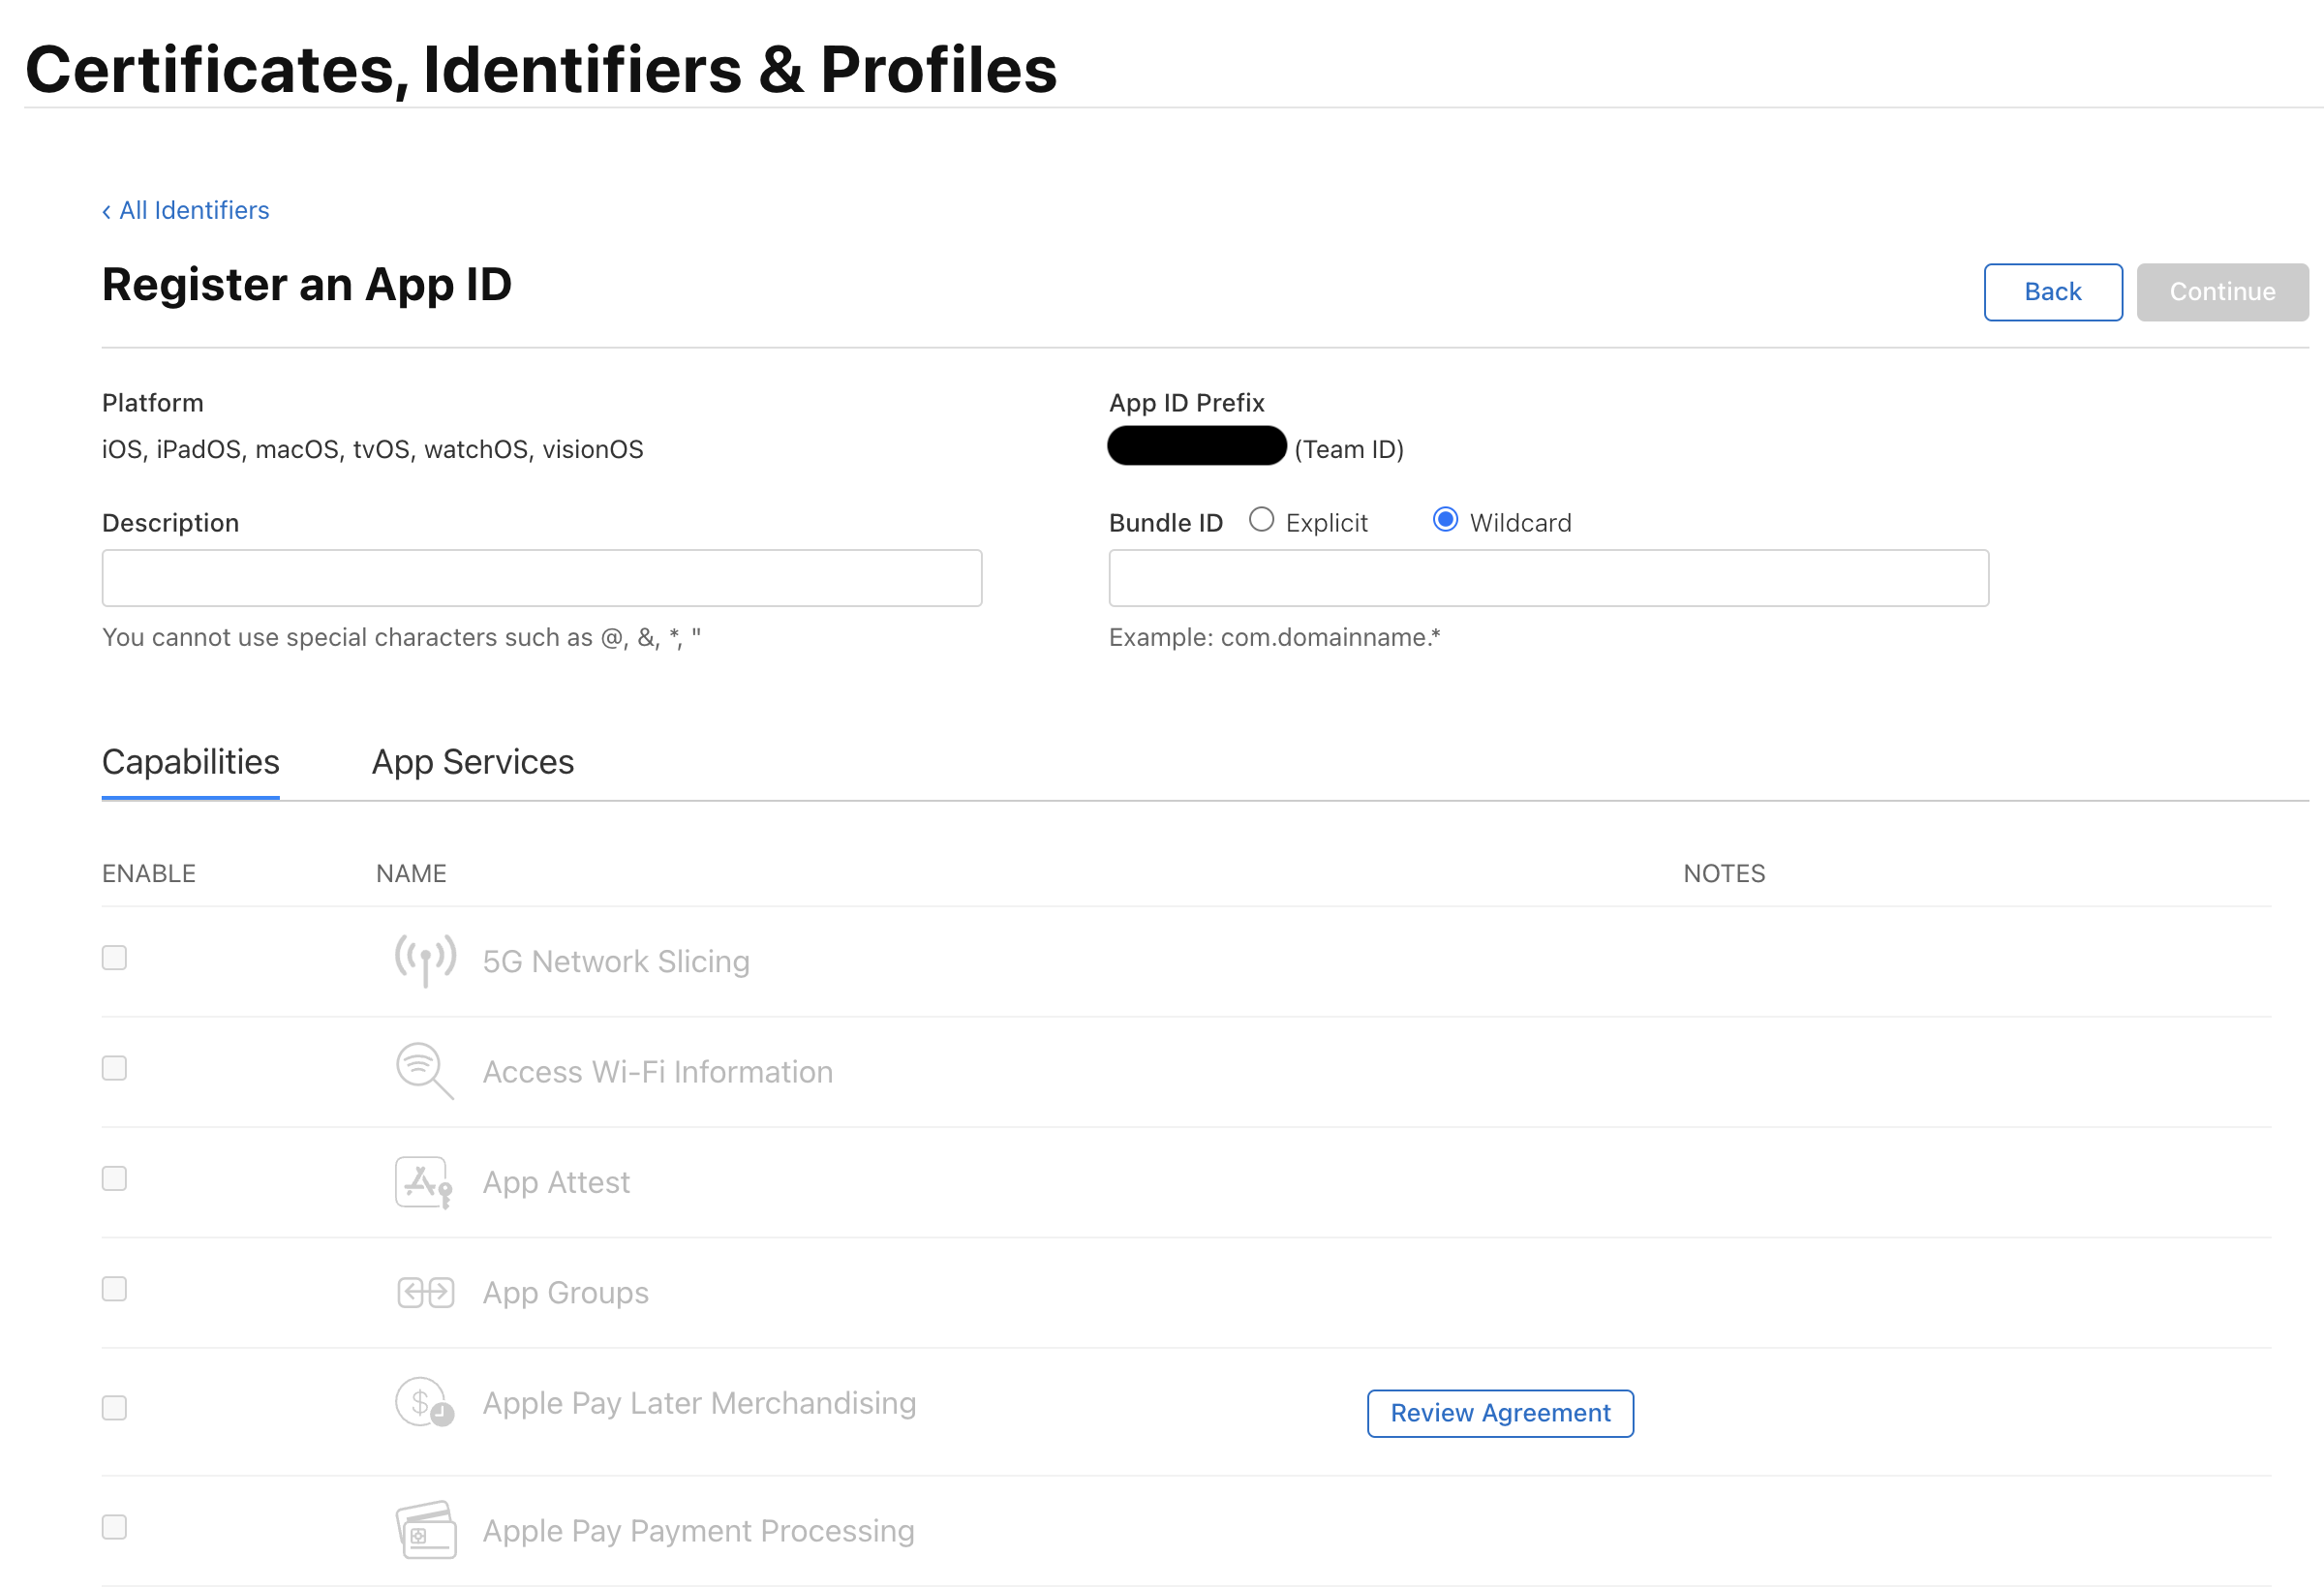 Certificates, Identifiers & Profiles
‹ All Identifiers
Register an App ID
Back
Continue
Platform
iOS, iPadOS, macOS, tvOS, watchOS, visionOS
App ID Prefix
(Team ID)
Description
You cannot use special characters such as @, &, *, "
Bundle ID Explicit Wildcard
Example: com.domainname.*
Capabilities App Services
ENABLE NAME NOTES
5G Network Slicing
Access Wi-Fi Information
App Attest
App Groups
Apple Pay Later Merchandising
Review Agreement
Apple Pay Payment Processing